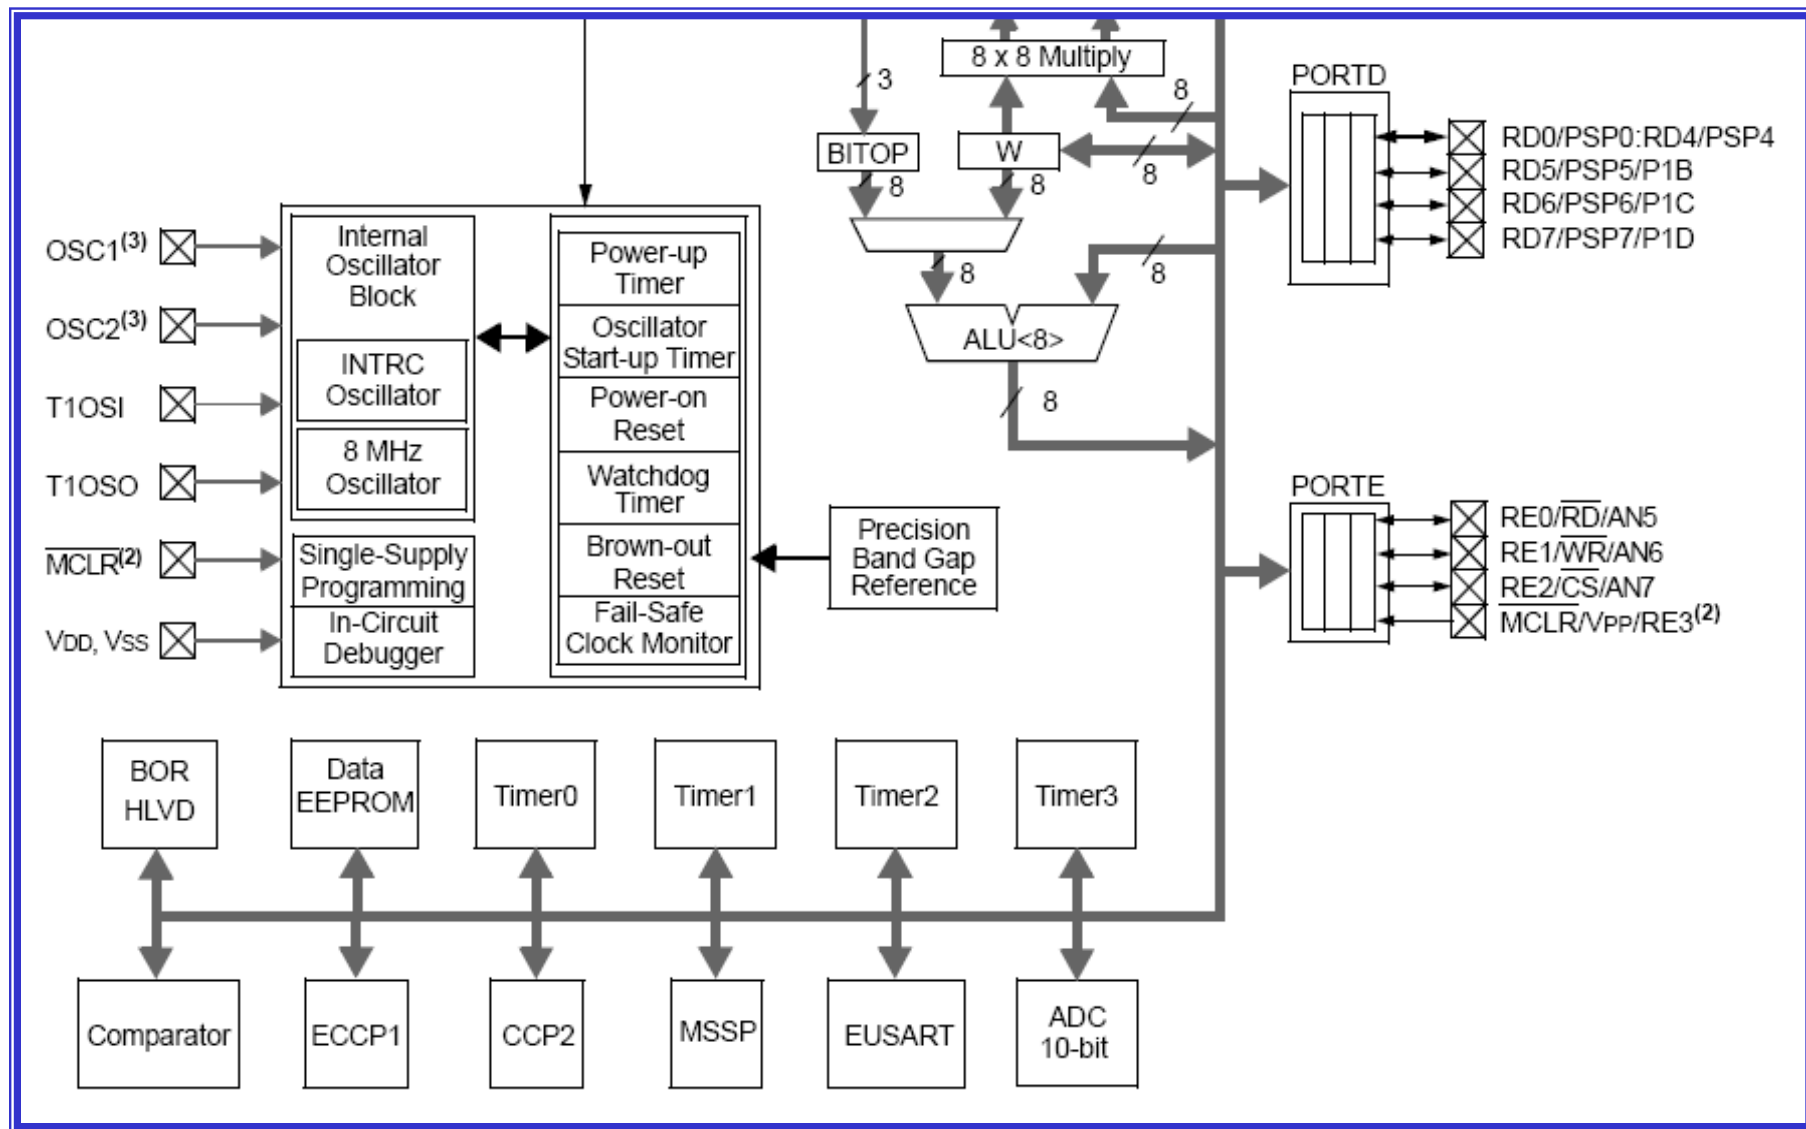 8 x 8 Multiply
3
8
PORTD
BITOP
W
8
8
8
RD0/PSP0:RD4/PSP4
RD5/PSP5/P1B
RD6/PSP6/P1C
RD7/PSP7/P1D
OSC1(3)
OSC2(3)
T1OSI
T1OSO
MCLR(2)
VDD, VSS
Internal
Oscillator
Block
INTRC
Oscillator
8 MHz
Oscillator
Single-Supply
Programming
In-Circuit
Debugger
Power-up
Timer
Oscillator
Start-up Timer
Power-on
Reset
Watchdog
Timer
Brown-out
Reset
Fail-Safe
Clock Monitor
Precision
Band Gap
Reference
8
8
ALU<8>
8
PORTE
RE0/RD/AN5
RE1/WR/AN6
RE2/CS/AN7
MCLR/VPP/RE3(2)
BOR
HLVD
Data
EEPROM
Timer0
Timer1
Timer2
Timer3
Comparator
ECCP1
CCP2
MSSP
EUSART
ADC
10-bit